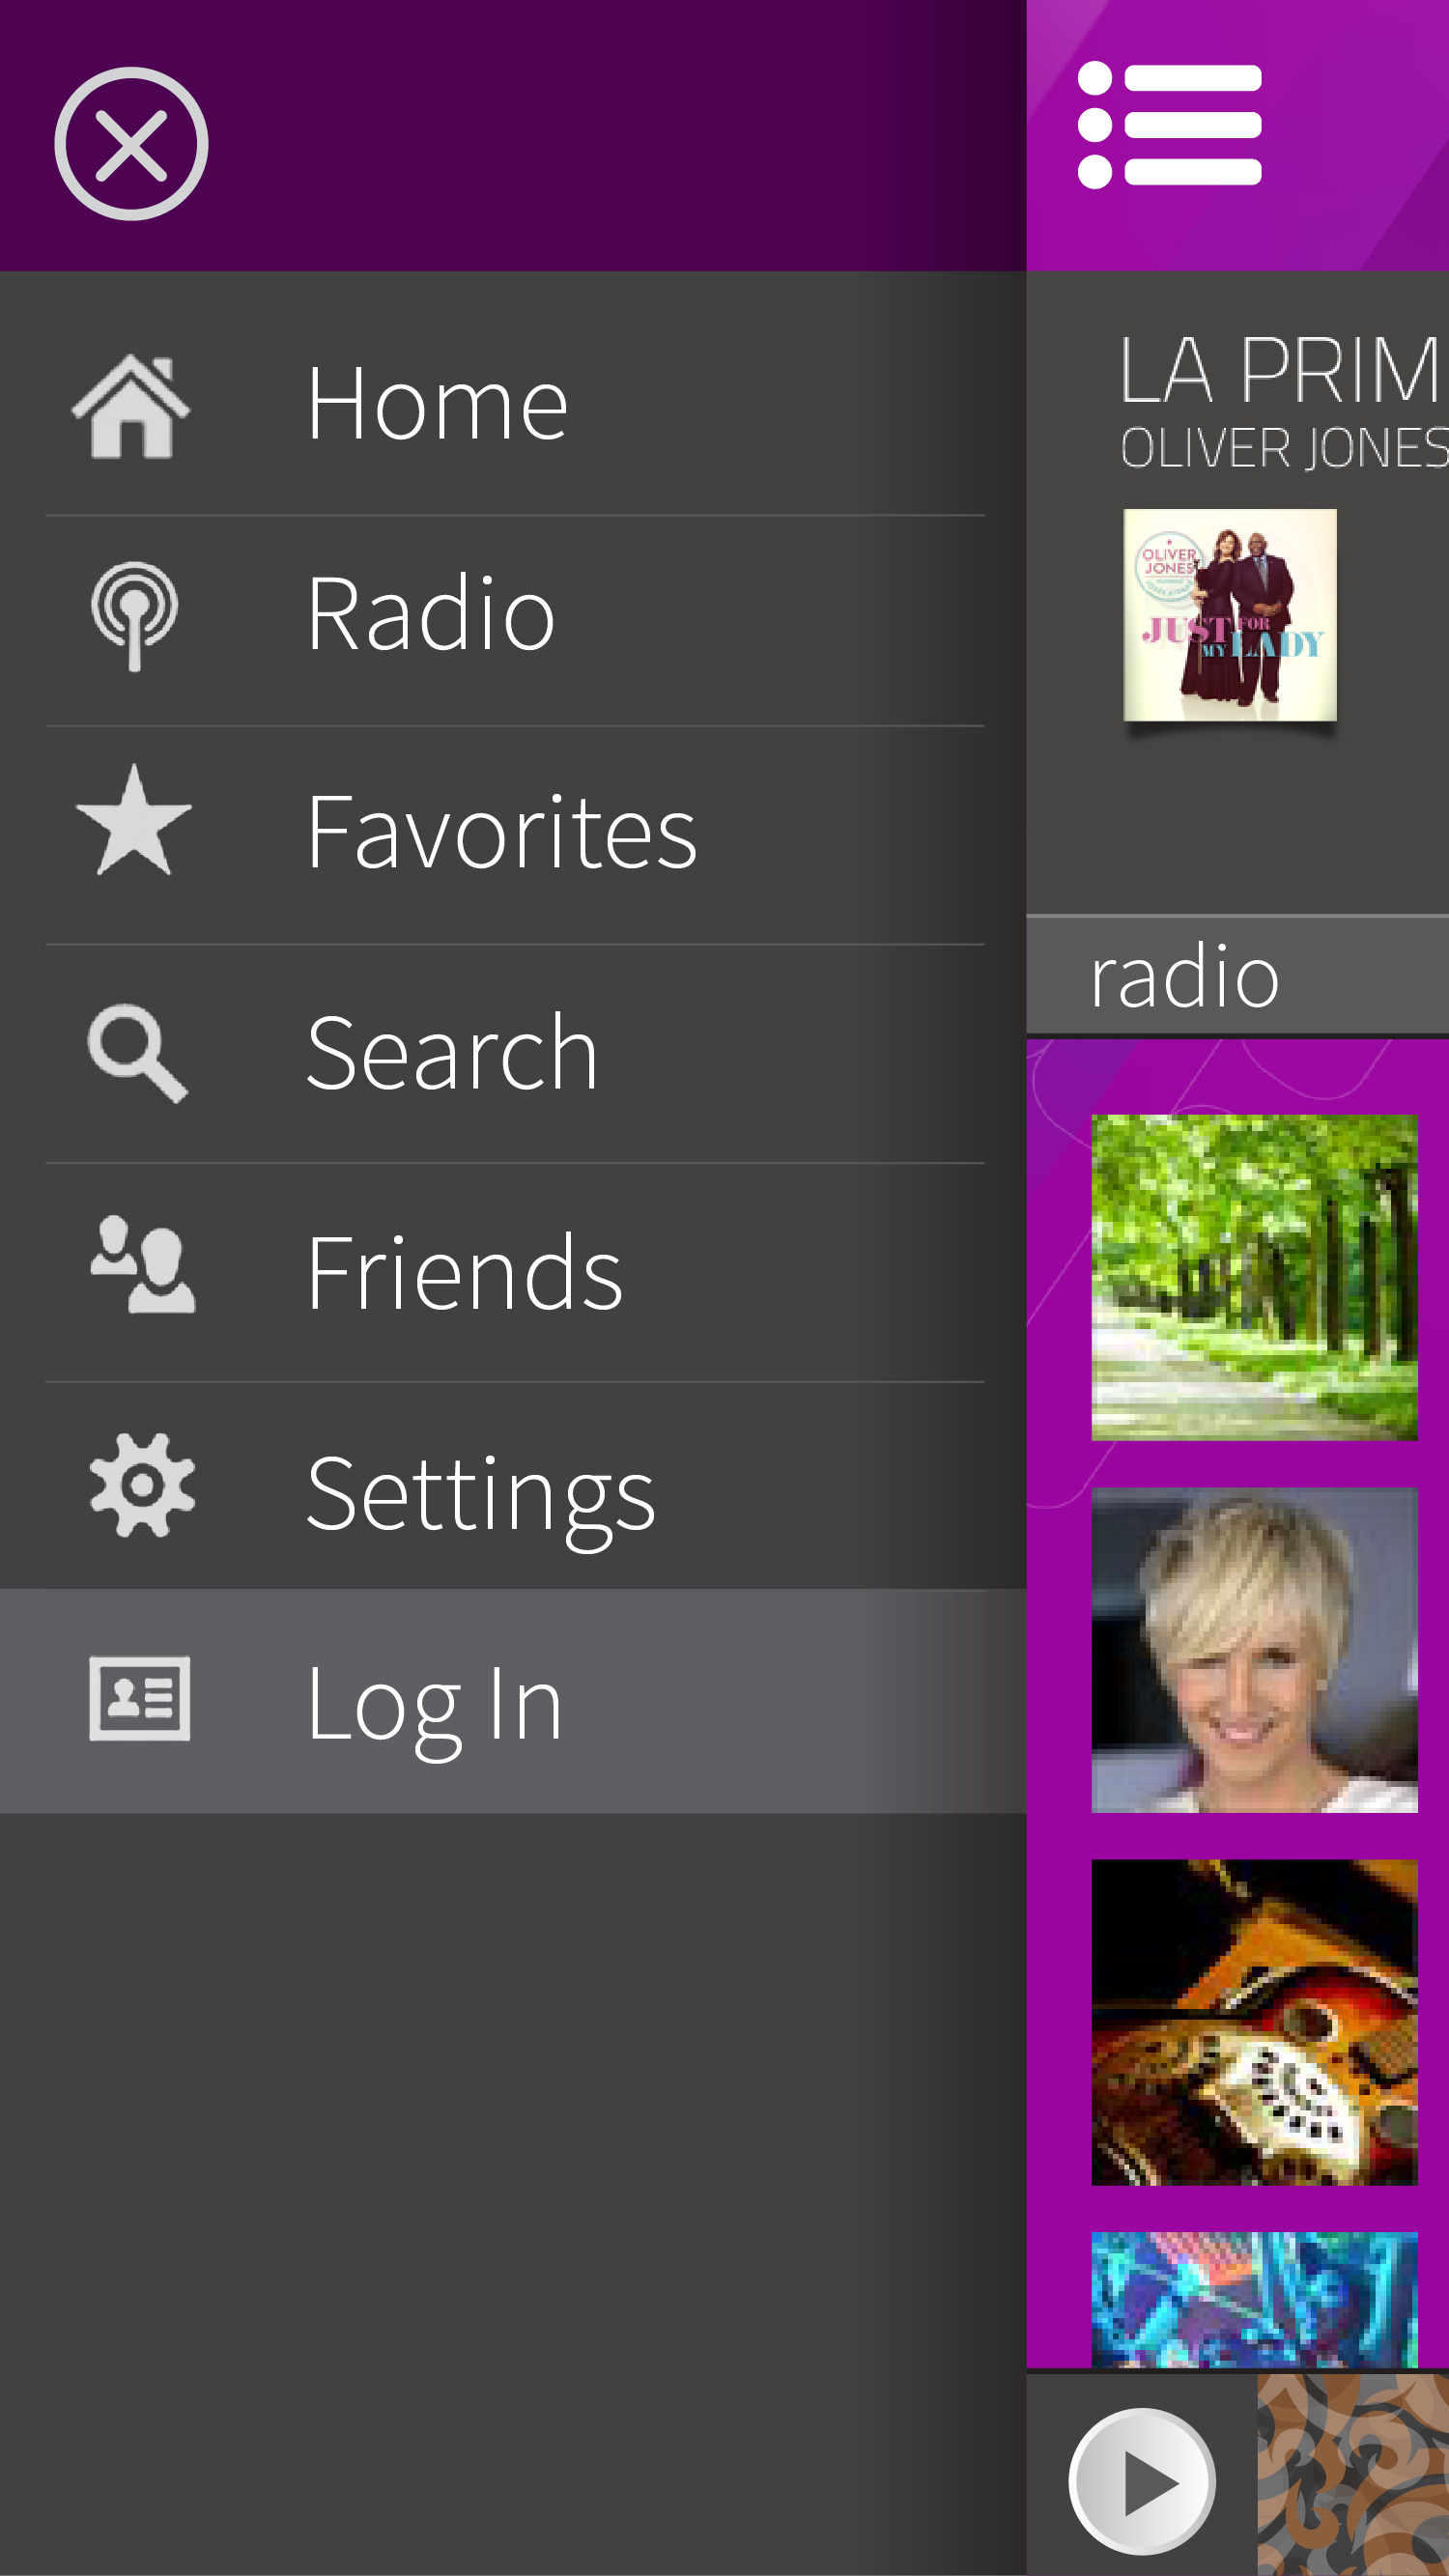 Home
Radio
Favorites
Search
Friends
Settings
Log In
LA PRIM
OLIVER JONES
OLIVER
JONES
JUST FOR
MY LADY
radio